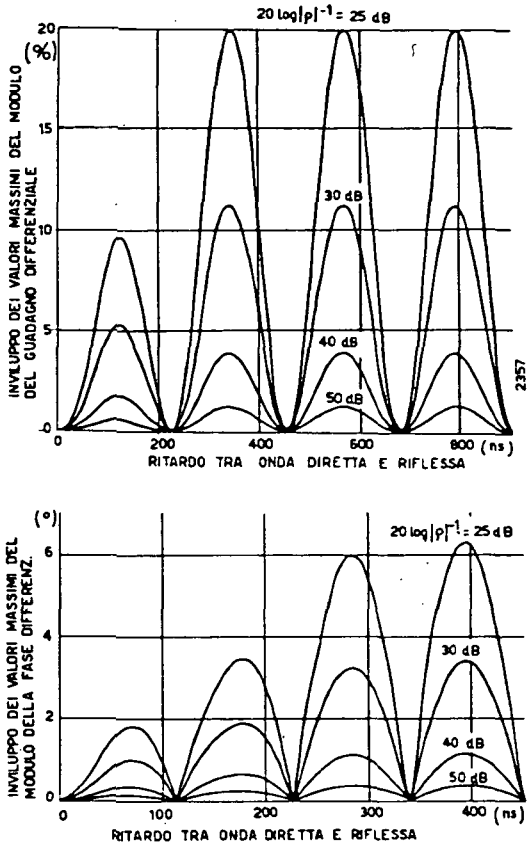 20 log|ρ|⁻¹ = 25 dB
20
(%)
15
10
5
0
30 dB
40 dB
50 dB
INVILUPPO DEI VALORI MASSIMI DEL MODULO
DEL GUADAGNO DIFFERENZIALE
0 200 400 600 800 (ns)
RITARDO TRA ONDA DIRETTA E RIFLESSA
2357
(°)
20 log|ρ|⁻¹ = 25 dB
6
4
2
0
30 dB
40 dB
50 dB
INVILUPPO DEI VALORI MASSIMI DEL
MODULO DELLA FASE DIFFERENZ.
0 100 200 300 400 (ns)
RITARDO TRA ONDA DIRETTA E RIFLESSA